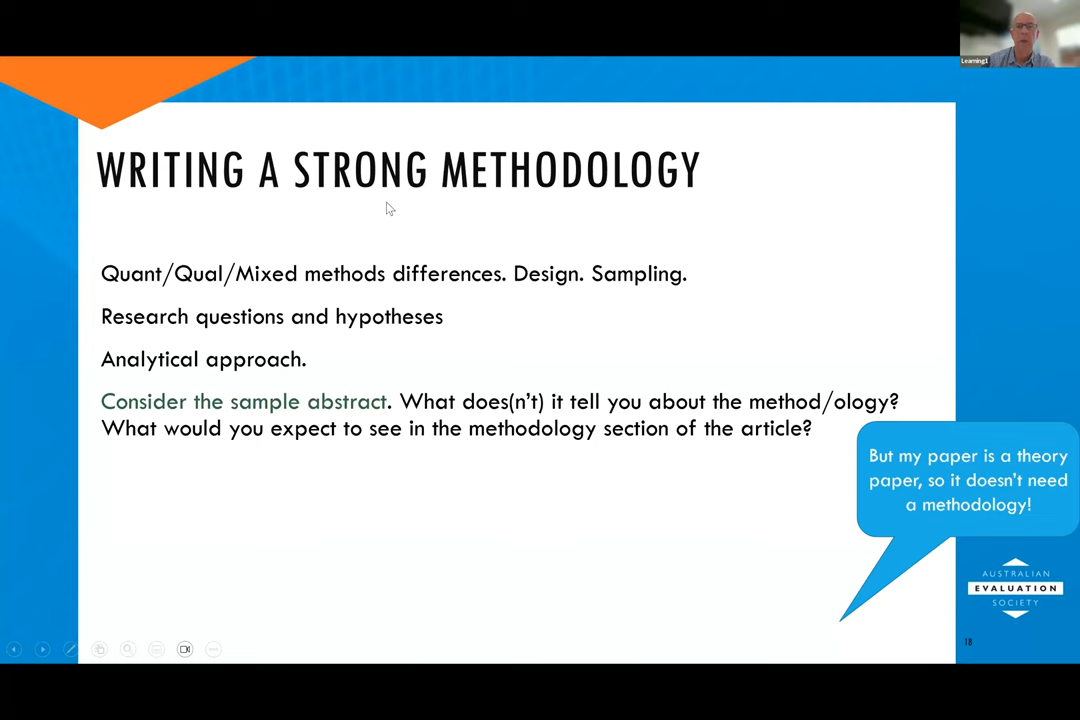 Learning1
WRITING A STRONG METHODOLOGY
Quant/Qual/Mixed methods differences. Design. Sampling.
Research questions and hypotheses
Analytical approach.
Consider the sample abstract. What does(n’t) it tell you about the method/ology?
What would you expect to see in the methodology section of the article?
But my paper is a theory
paper, so it doesn’t need
a methodology!
AUSTRALIAN
EVALUATION
SOCIETY
18